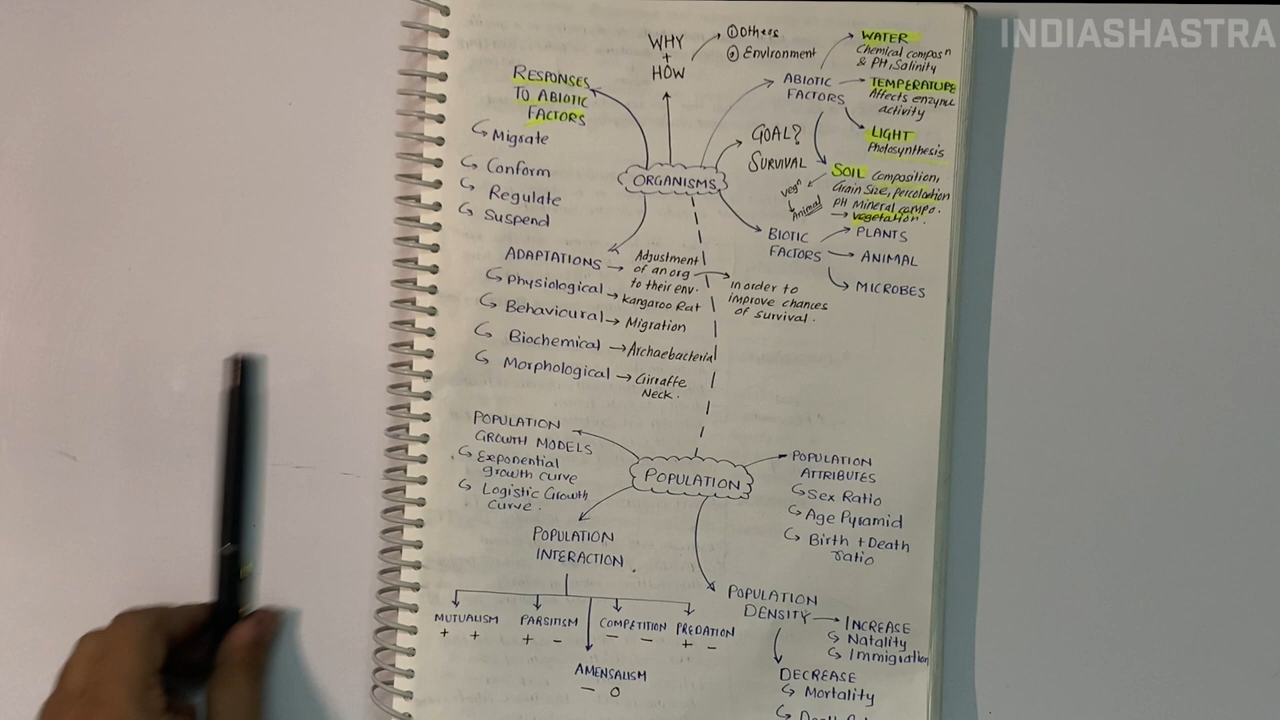 INDIASHASTRA
WHY
+
HOW
① Others
② Environment
RESPONSES
TO ABIOTIC
FACTORS
Migrate
Conform
Regulate
Suspend
ORGANISMS
GOAL?
SURVIVAL
ABIOTIC
FACTORS
WATER
Chemical composn
& PH, Salinity
TEMPERATURE
Affects enzyme
activity
LIGHT
Photosynthesis
SOIL Composition,
Grain Size, percolation
PH Mineral compo.
→ vegetation.
vegn
Animal
BIOTIC
FACTORS
PLANTS
ANIMAL
MICROBES
ADAPTATIONS →
Adjustment
of an org
to their env.
in order to
improve chances
of survival.
Physiological → kangaroo Rat
Behavioural → Migration
Biochemical → Archaebacteria
Morphological → Girraffe
Neck.
POPULATION
GROWTH MODELS
Exponential
growth curve
Logistic Growth
Curve.
POPULATION
POPULATION
ATTRIBUTES
Sex Ratio
Age Pyramid
Birth + Death
ratio
POPULATION
INTERACTION
MUTUALISM
+ +
PARSITISM
+ -
AMENSALISM
- 0
COMPETITION
- -
PREDATION
+ -
POPULATION
DENSITY → INCREASE
Natality
Immigration
DECREASE
Mortality